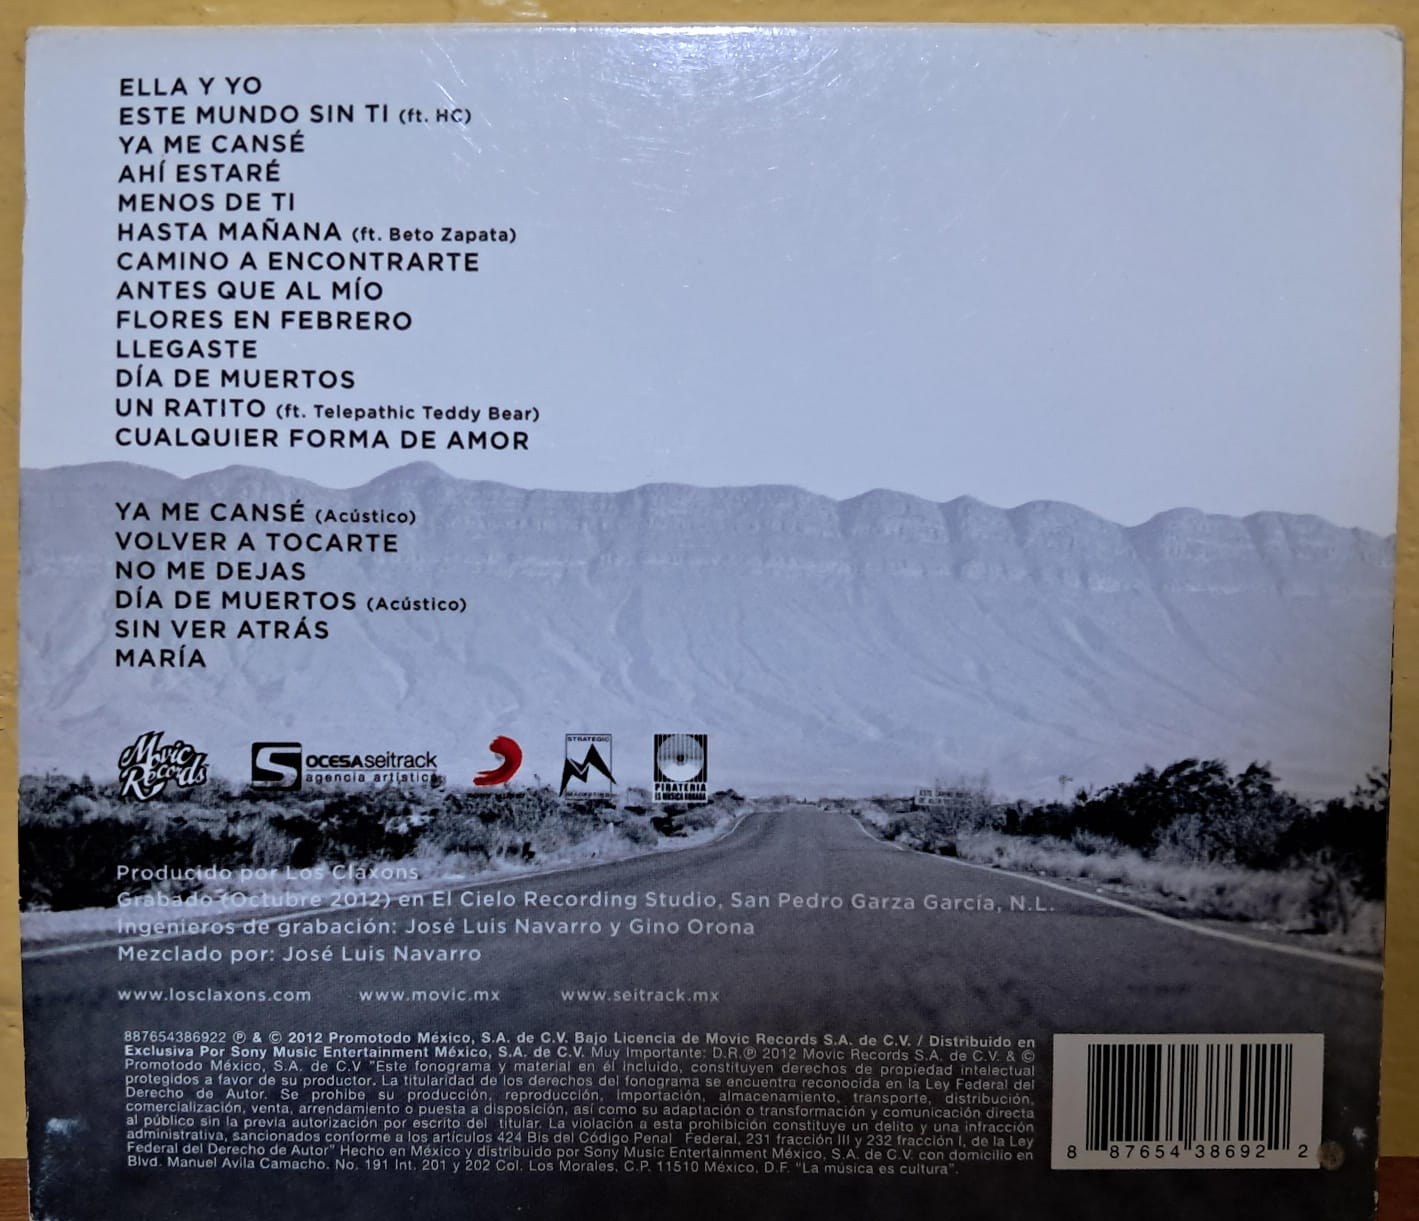 ELLA Y YO
ESTE MUNDO SIN TI (ft. HC)
YA ME CANSÉ
AHÍ ESTARÉ
MENOS DE TI
HASTA MAÑANA (ft. Beto Zapata)
CAMINO A ENCONTRARTE
ANTES QUE AL MÍO
FLORES EN FEBRERO
LLEGASTE
DÍA DE MUERTOS
UN RATITO (ft. Telepathic Teddy Bear)
CUALQUIER FORMA DE AMOR
YA ME CANSÉ (Acústico)
VOLVER A TOCARTE
NO ME DEJAS
DÍA DE MUERTOS (Acústico)
SIN VER ATRÁS
MARÍA
Movic Records
OCESAseitrack
agencia artística
STRATEGIC
PIRATERIA
Producido por Los Claxons
Grabado (Octubre 2012) en El Cielo Recording Studio, San Pedro Garza García, N.L.
Ingenieros de grabación: José Luis Navarro y Gino Orona
Mezclado por: José Luis Navarro
www.losclaxons.com www.movic.mx www.seitrack.mx
887654386922 ℗ & © 2012 Promotodo México, S.A. de C.V. Bajo Licencia de Movic Records S.A. de C.V. / Distribuido en
Exclusiva Por Sony Music Entertainment México, S.A. de C.V. Muy Importante: D.R.℗ 2012 Movic Records S.A. de C.V. & ©
Promotodo México, S.A. de C.V "Este fonograma y material en él incluido, constituyen derechos de propiedad intelectual
protegidos a favor de su productor. La titularidad de los derechos del fonograma se encuentra reconocida en la Ley Federal del
Derecho de Autor. Se prohibe su producción, reproducción, importación, almacenamiento, transporte, distribución,
comercialización, venta, arrendamiento o puesta a disposición, así como su adaptación o transformación y comunicación directa
al público sin la previa autorización por escrito del titular. La violación a esta prohibición constituye un delito y una infracción
administrativa, sancionados conforme a los artículos 424 Bis del Código Penal Federal, 231 fracción III y 232 fracción I, de la Ley
Federal del Derecho de Autor" Hecho en México y distribuido por Sony Music Entertainment México, S.A. de C.V. con domicilio en
Blvd. Manuel Avila Camacho. No. 191 Int. 201 y 202 Col. Los Morales, C.P. 11510 México, D.F. "La música es cultura".
8 87654 38692 2